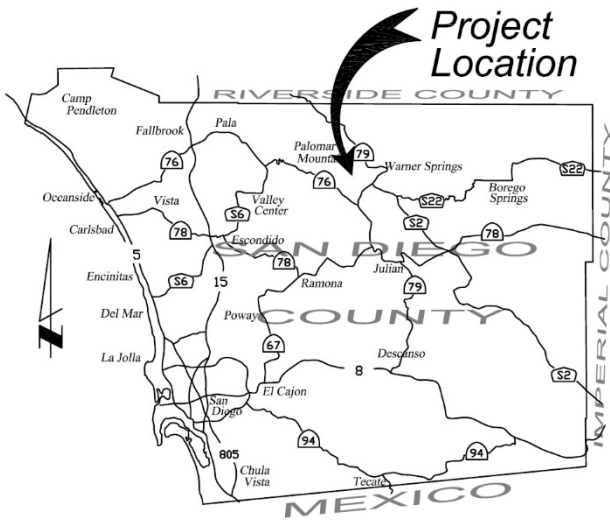 Project
Location
RIVERSIDE COUNTY
Camp
Pendleton
Fallbrook
Pala
Palomar
Mounta
79
Warner Springs
76
76
S22
S22
Borego
Springs
Oceanside
Vista
Valley
Center
S6
S2
Carlsbad
78
Escondido
78
SAN DIEGO
COUNTY
5
78
Julian
Encinitas
S6
15
Ramona
79
IMPERIAL COUNTY
Del Mar
Poway
67
La Jolla
Descanso
8
S2
El Cajon
San
Diego
94
94
805
Chula
Vista
Tecate
MEXICO